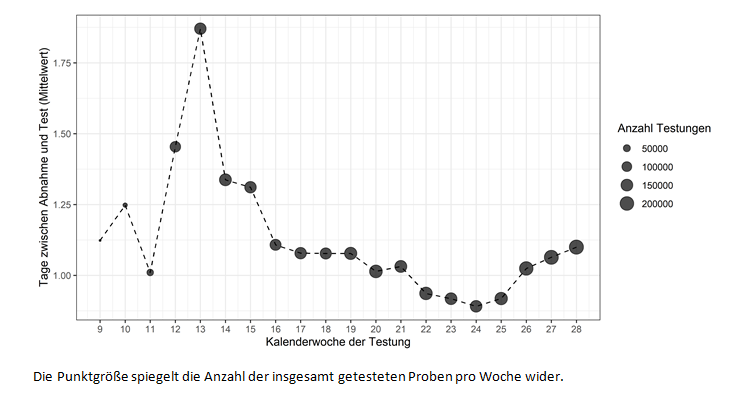 Tage zwischen Abnahme und Test (Mittelwert)
1.75
1.50
1.25
1.00
9 10 11 12 13 14 15 16 17 18 19 20 21 22 23 24 25 26 27 28
Kalenderwoche der Testung
Anzahl Testungen
50000
100000
150000
200000
Die Punktgröße spiegelt die Anzahl der insgesamt getesteten Proben pro Woche wider.